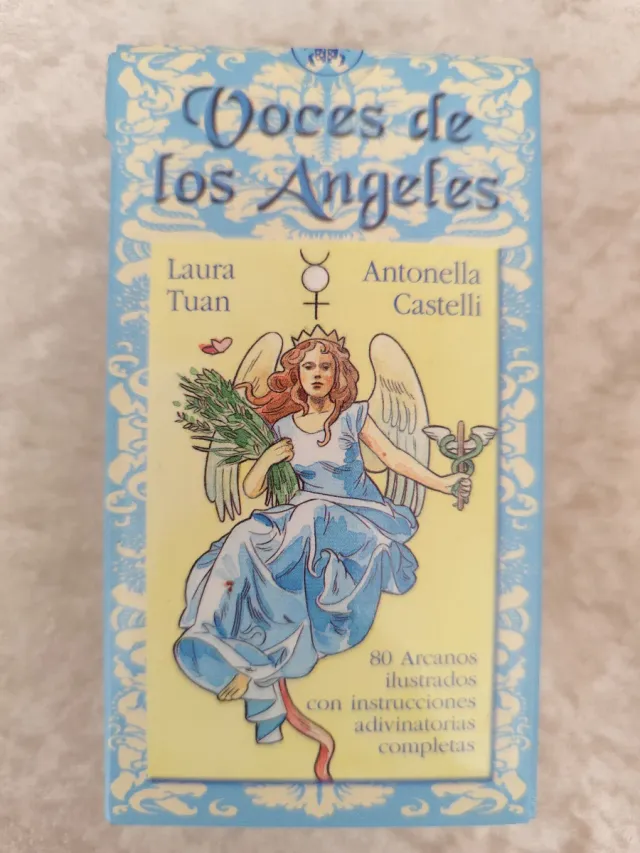 Voces de
los Angeles
Laura
Tuan
Antonella
Castelli
80 Arcanos
ilustrados
con instrucciones
adivinatorias
completas